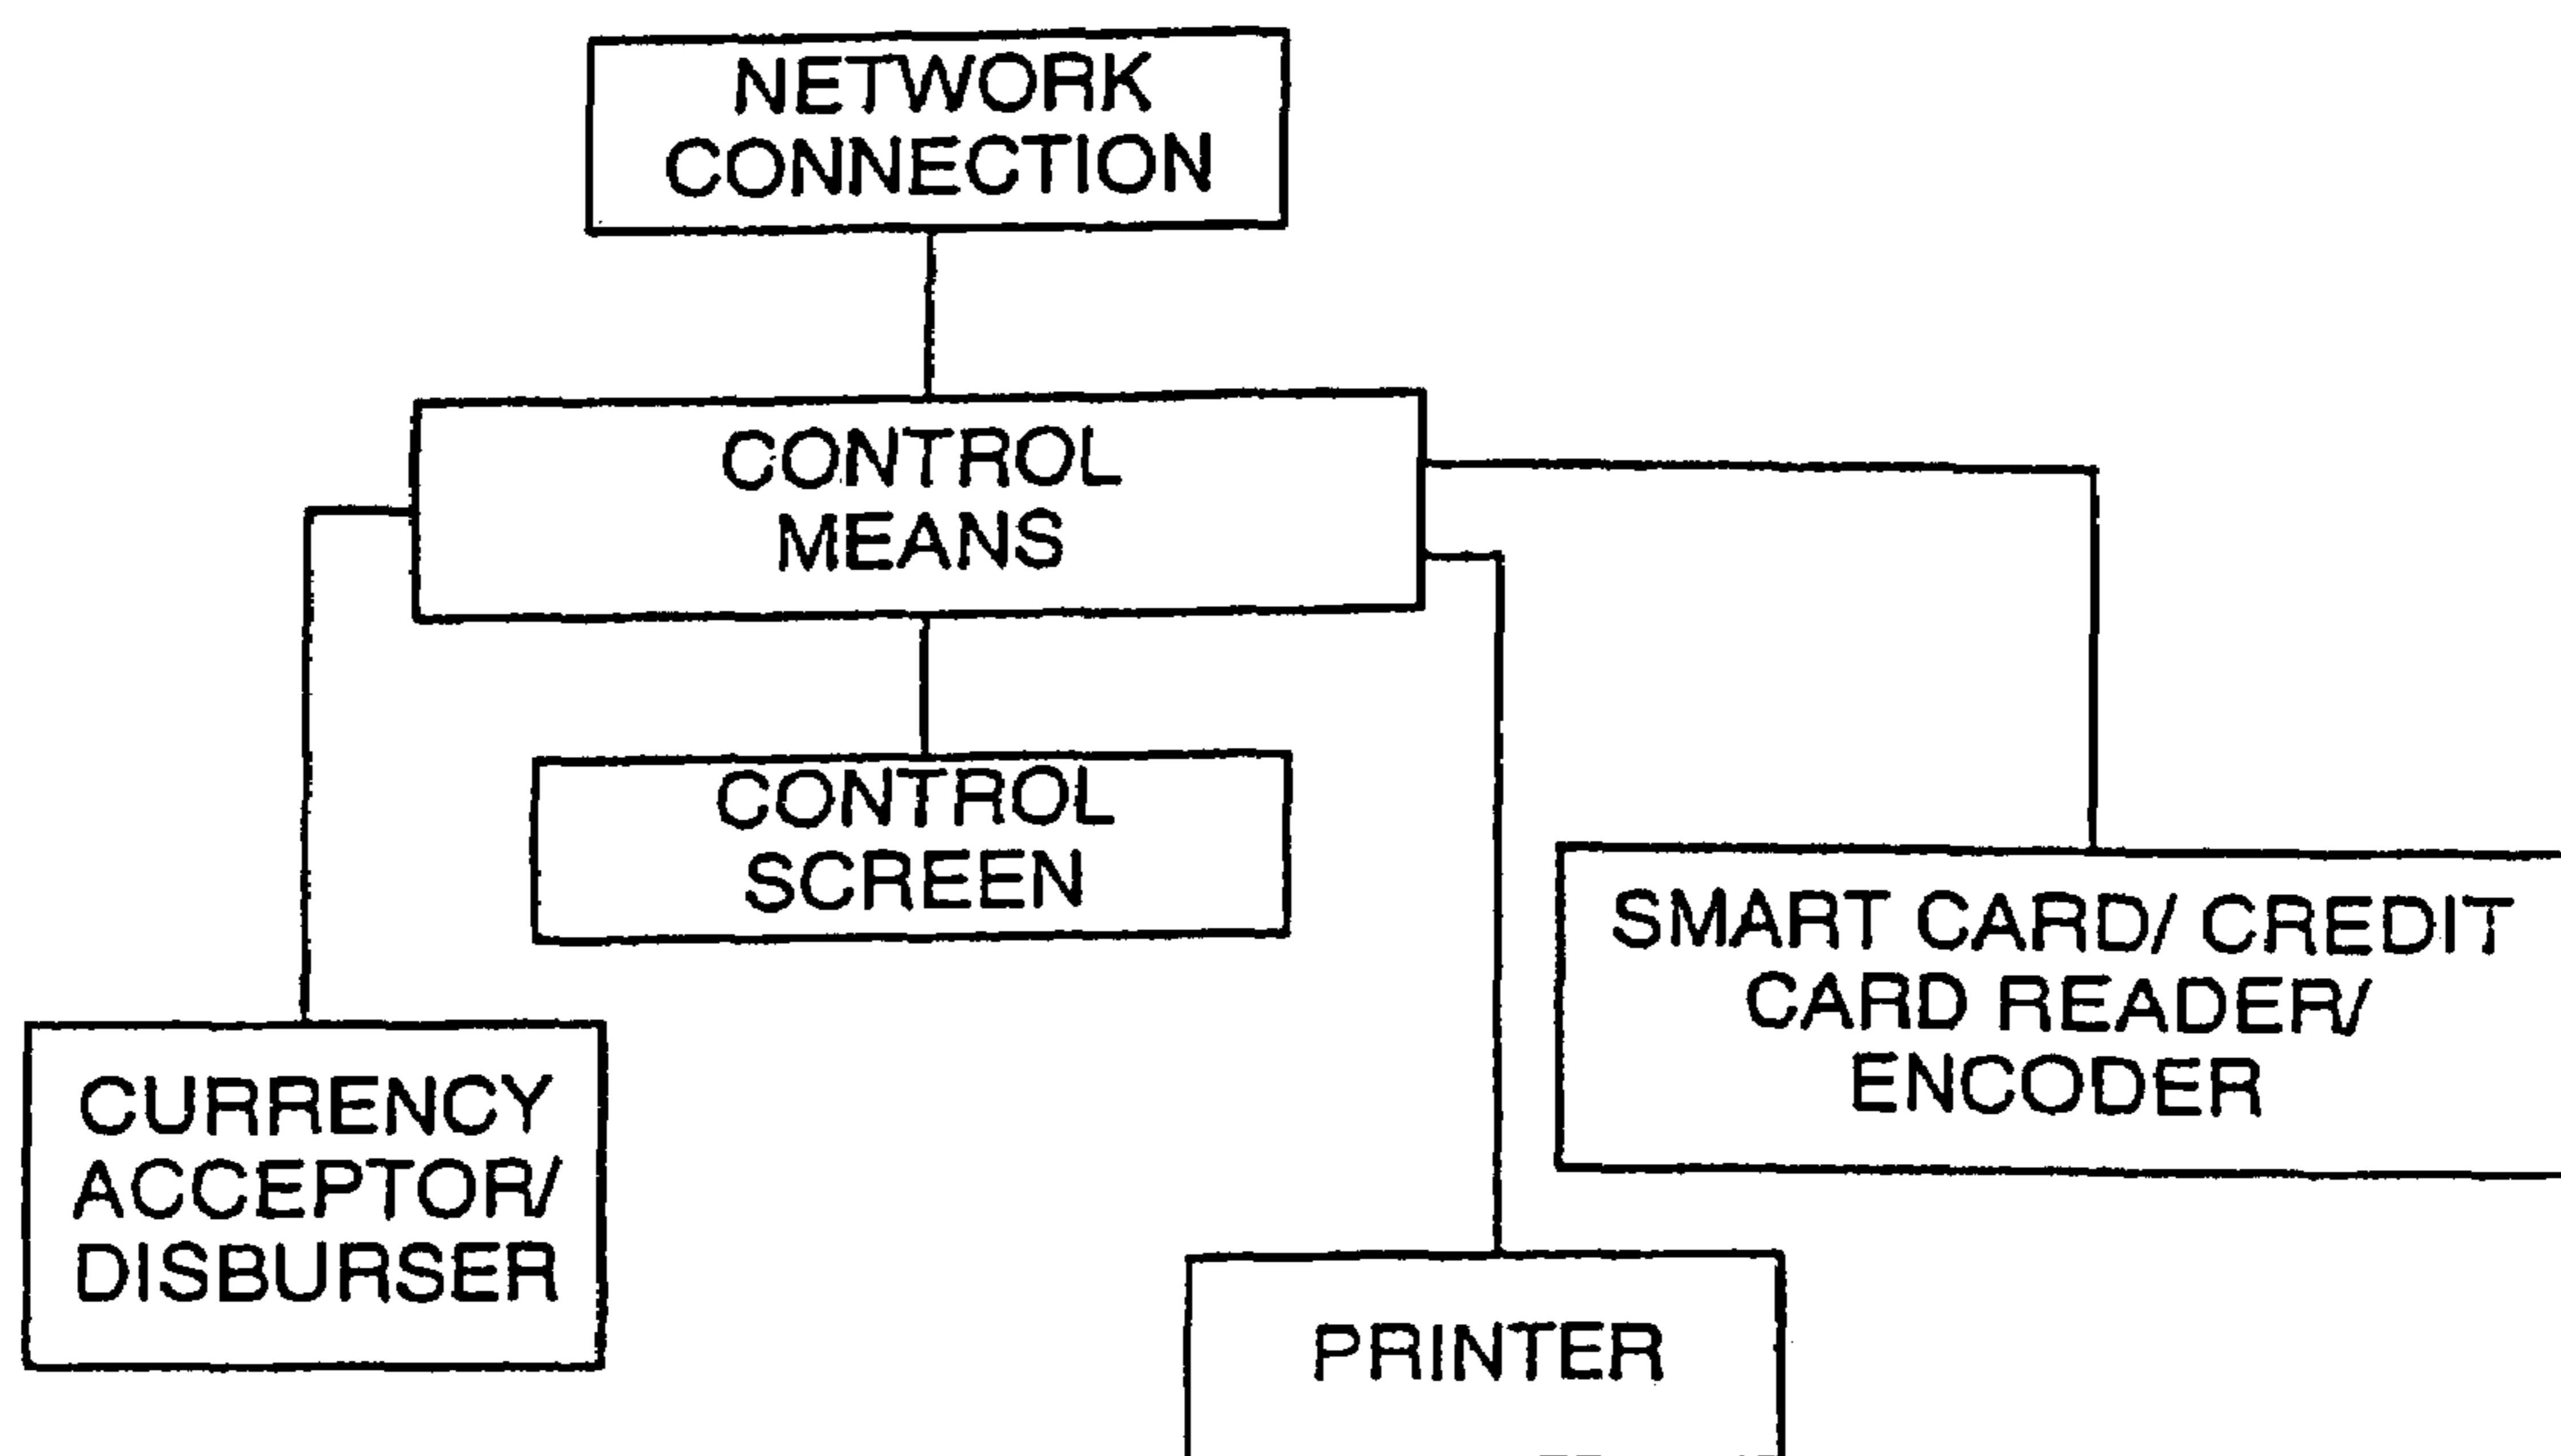 NETWORK
CONNECTION
CONTROL
MEANS
CONTROL
SCREEN
SMART CARD/ CREDIT
CARD READER/
ENCODER
CURRENCY
ACCEPTOR/
DISBURSER
PRINTER